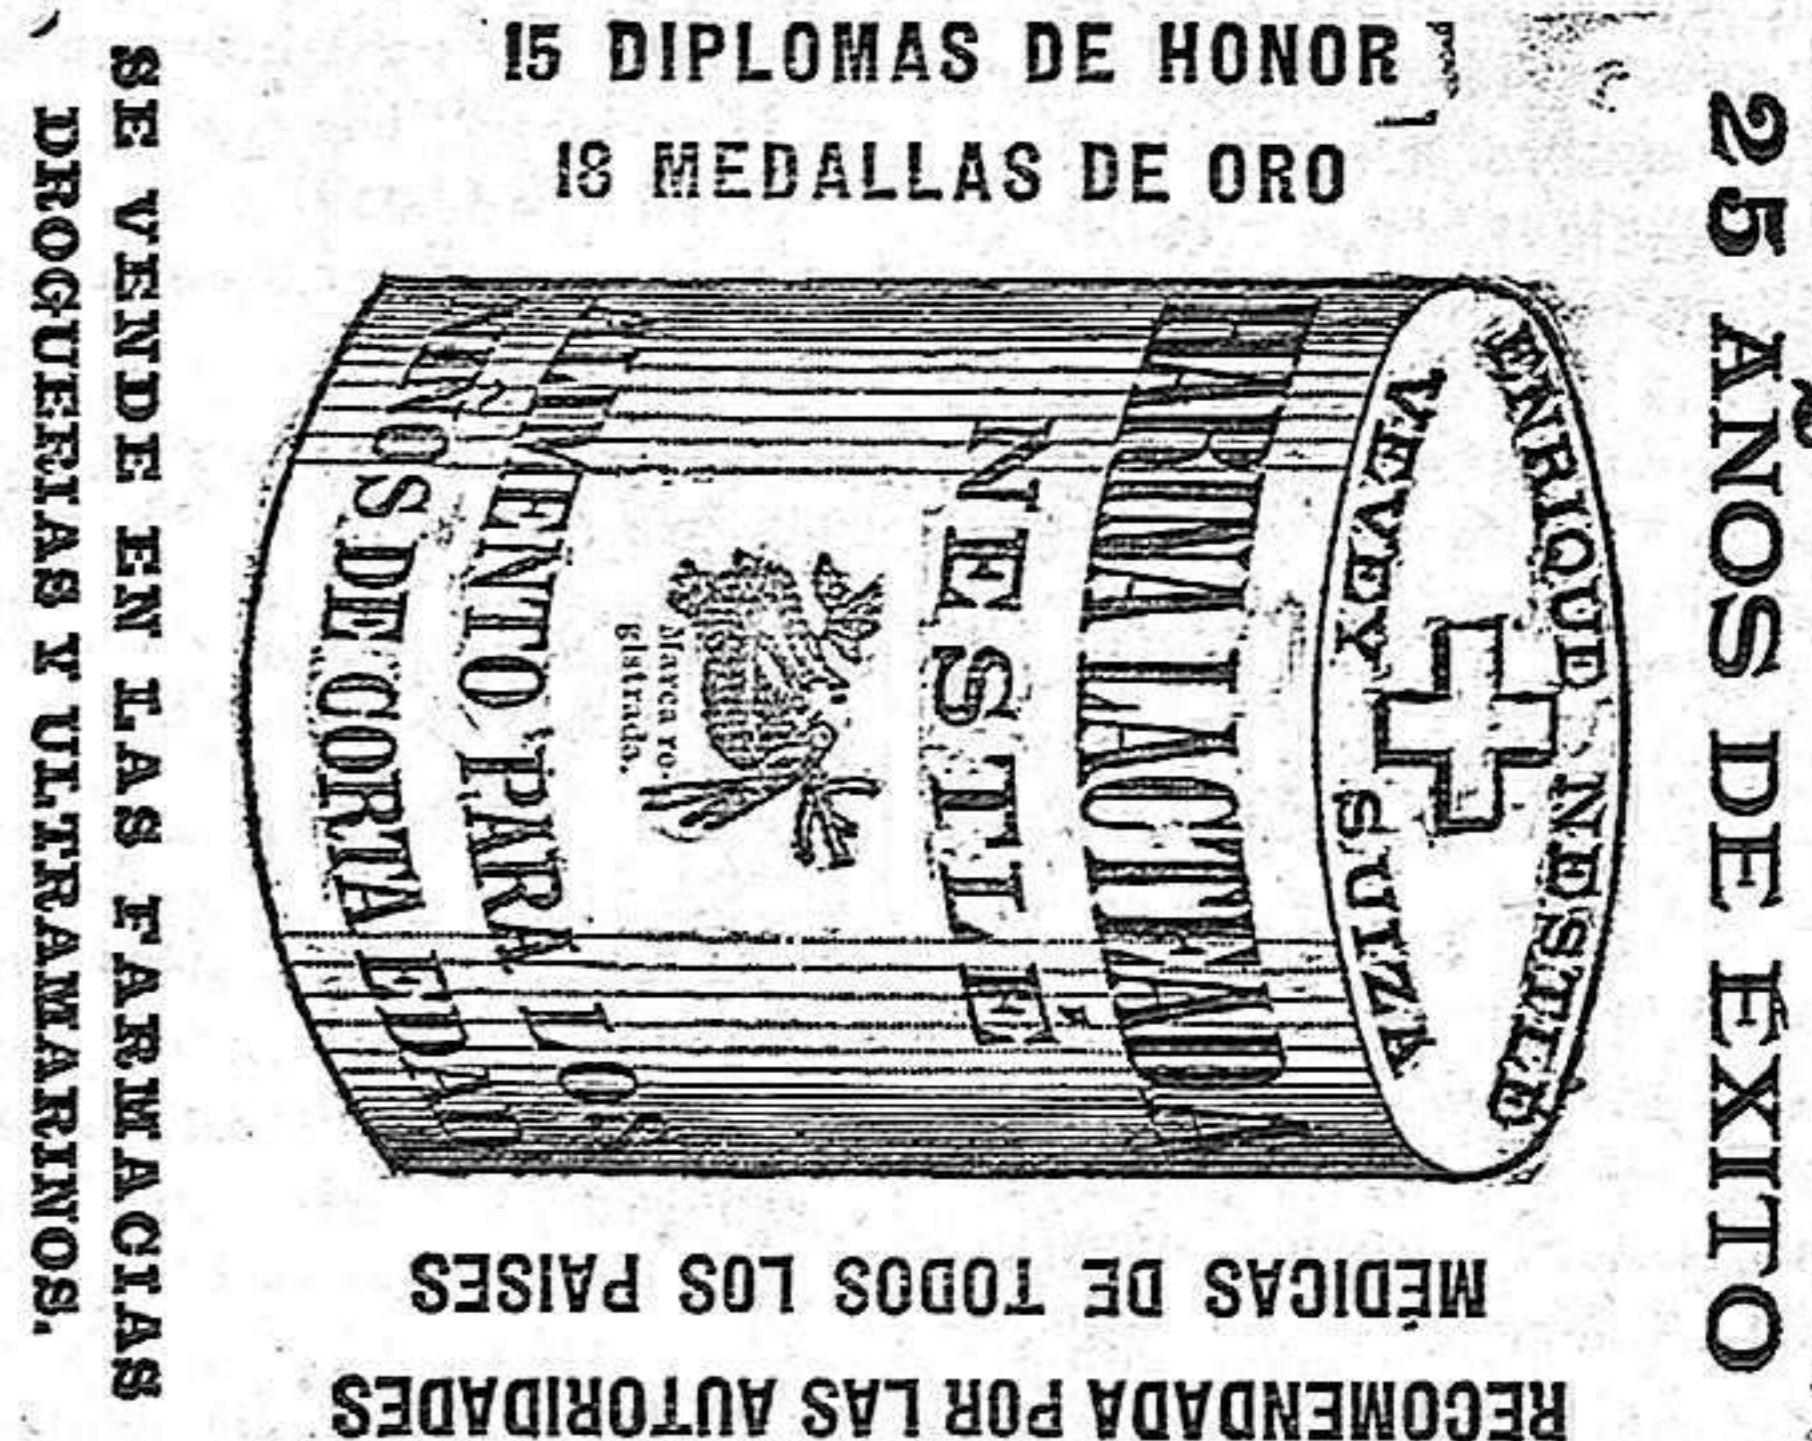 25 AÑOS DE ÉXITO
15 DIPLOMAS DE HONOR
18 MEDALLAS DE ORO
ENRIQUE NESTLÉ
VEVEY SUIZA
HARINA LACTEADA
NESTLÉ
Marca re-
gistrada.
ALIMENTO PARA LOS
NIÑOS DE CORTA EDAD
RECOMENDADA POR LAS AUTORIDADES
MÉDICAS DE TODOS LOS PAISES
SE VENDE EN LAS FARMACIAS
DROGUERIAS Y ULTRAMARINOS.